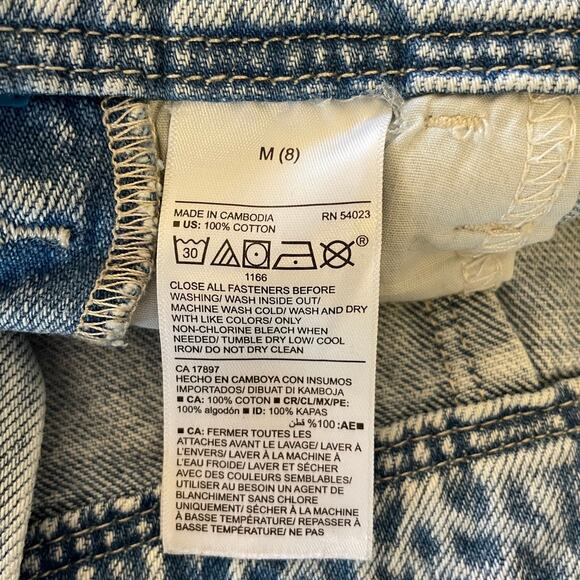 M (8)
MADE IN CAMBODIA RN 54023
■ US: 100% COTTON
30 ®
1166
CLOSE ALL FASTENERS BEFORE
WASHING/ WASH INSIDE OUT/
MACHINE WASH COLD/ WASH AND DRY
WITH LIKE COLORS/ ONLY
NON-CHLORINE BLEACH WHEN
NEEDED/ TUMBLE DRY LOW/ COOL
IRON/ DO NOT DRY CLEAN
CA 17897
HECHO EN CAMBOYA CON INSUMOS
IMPORTADOS/ DIBUAT DI KAMBOJA
■ CA: 100% COTON ■ CR/CL/MX/PE:
100% algodón ■ ID: 100% KAPAS
■ AE: 100% قطن
■ CA: FERMER TOUTES LES
ATTACHES AVANT LE LAVAGE/ LAVER À
L'ENVERS/ LAVER À LA MACHINE À
L'EAU FROIDE/ LAVER ET SÉCHER
AVEC DES COULEURS SEMBLABLES/
UTILISER AU BESOIN UN AGENT DE
BLANCHIMENT SANS CHLORE
UNIQUEMENT/ SÉCHER À LA MACHINE
À BASSE TEMPÉRATURE/ REPASSER À
BASSE TEMPÉRATURE/ NE PAS